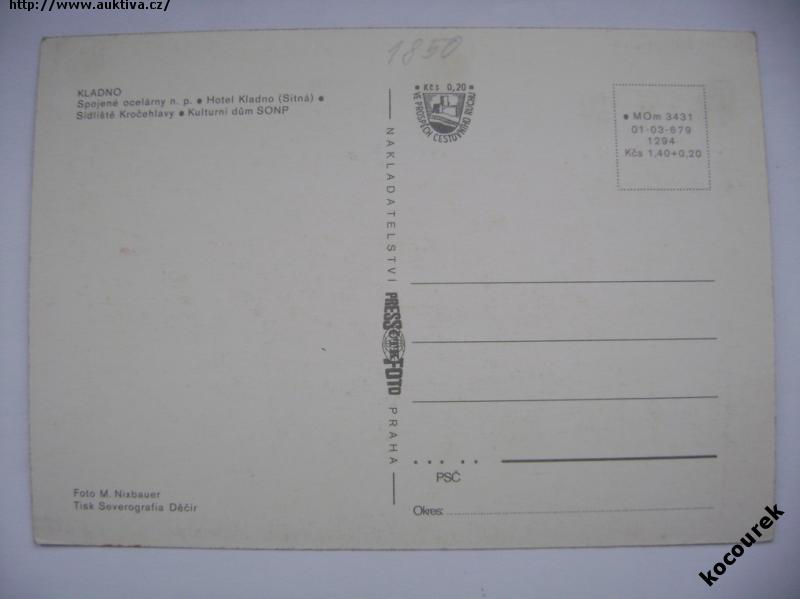 http://www.auktiva.cz/
1850
KLADNO
Spojené ocelárny n. p. ● Hotel Kladno (Sítná) ●
Sídliště Kročehlavy ● Kulturní dům SONP
● Kčs 0,20 ●
VE PROSPĚCH CESTOVNÍHO RUCHU
● MOm 3431
01-03-679
1294
Kčs 1,40+0,20
NAKLADATELSTVÍ
PRESSFOTO
PRAHA
PSČ
Okres:
Foto M. Nixbauer
Tisk Severografia Děčín
kocourek